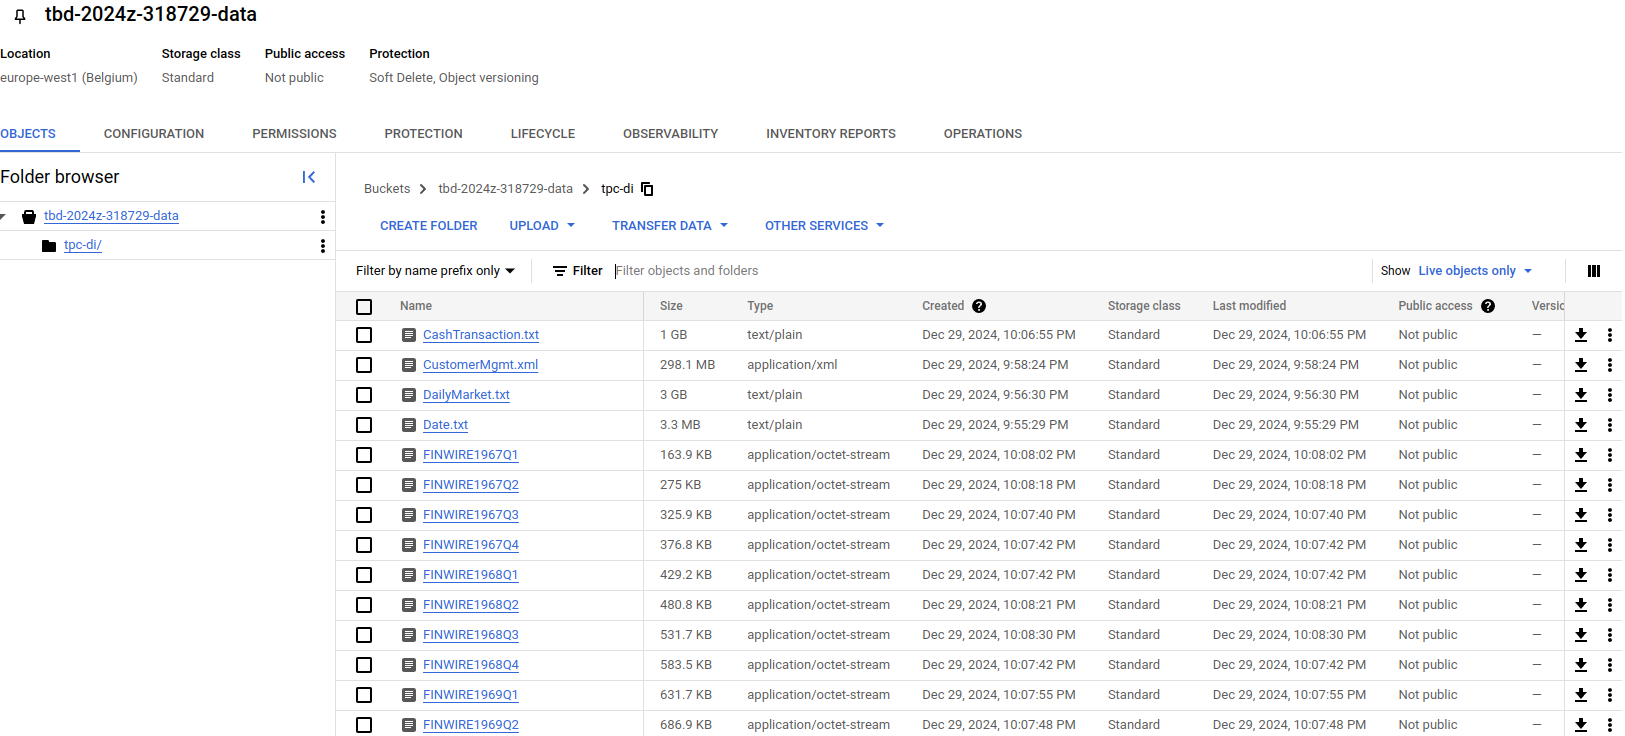 tbd-2024z-318729-data
Location Storage class Public access Protection
europe-west1 (Belgium) Standard Not public Soft Delete, Object versioning
OBJECTS CONFIGURATION PERMISSIONS PROTECTION LIFECYCLE OBSERVABILITY INVENTORY REPORTS OPERATIONS
Folder browser
tbd-2024z-318729-data
tpc-di/
Buckets tbd-2024z-318729-data tpc-di
CREATE FOLDER UPLOAD TRANSFER DATA OTHER SERVICES
Filter by name prefix only Filter Filter objects and folders Show Live objects only
Name Size Type Created Storage class Last modified Public access Versic
CashTransaction.txt 1 GB text/plain Dec 29, 2024, 10:06:55 PM Standard Dec 29, 2024, 10:06:55 PM Not public —
CustomerMgmt.xml 298.1 MB application/xml Dec 29, 2024, 9:58:24 PM Standard Dec 29, 2024, 9:58:24 PM Not public —
DailyMarket.txt 3 GB text/plain Dec 29, 2024, 9:56:30 PM Standard Dec 29, 2024, 9:56:30 PM Not public —
Date.txt 3.3 MB text/plain Dec 29, 2024, 9:55:29 PM Standard Dec 29, 2024, 9:55:29 PM Not public —
FINWIRE1967Q1 163.9 KB application/octet-stream Dec 29, 2024, 10:08:02 PM Standard Dec 29, 2024, 10:08:02 PM Not public —
FINWIRE1967Q2 275 KB application/octet-stream Dec 29, 2024, 10:08:18 PM Standard Dec 29, 2024, 10:08:18 PM Not public —
FINWIRE1967Q3 325.9 KB application/octet-stream Dec 29, 2024, 10:07:40 PM Standard Dec 29, 2024, 10:07:40 PM Not public —
FINWIRE1967Q4 376.8 KB application/octet-stream Dec 29, 2024, 10:07:42 PM Standard Dec 29, 2024, 10:07:42 PM Not public —
FINWIRE1968Q1 429.2 KB application/octet-stream Dec 29, 2024, 10:07:42 PM Standard Dec 29, 2024, 10:07:42 PM Not public —
FINWIRE1968Q2 480.8 KB application/octet-stream Dec 29, 2024, 10:08:21 PM Standard Dec 29, 2024, 10:08:21 PM Not public —
FINWIRE1968Q3 531.7 KB application/octet-stream Dec 29, 2024, 10:08:30 PM Standard Dec 29, 2024, 10:08:30 PM Not public —
FINWIRE1968Q4 583.5 KB application/octet-stream Dec 29, 2024, 10:07:42 PM Standard Dec 29, 2024, 10:07:42 PM Not public —
FINWIRE1969Q1 631.7 KB application/octet-stream Dec 29, 2024, 10:07:55 PM Standard Dec 29, 2024, 10:07:55 PM Not public —
FINWIRE1969Q2 686.9 KB application/octet-stream Dec 29, 2024, 10:07:48 PM Standard Dec 29, 2024, 10:07:48 PM Not public —